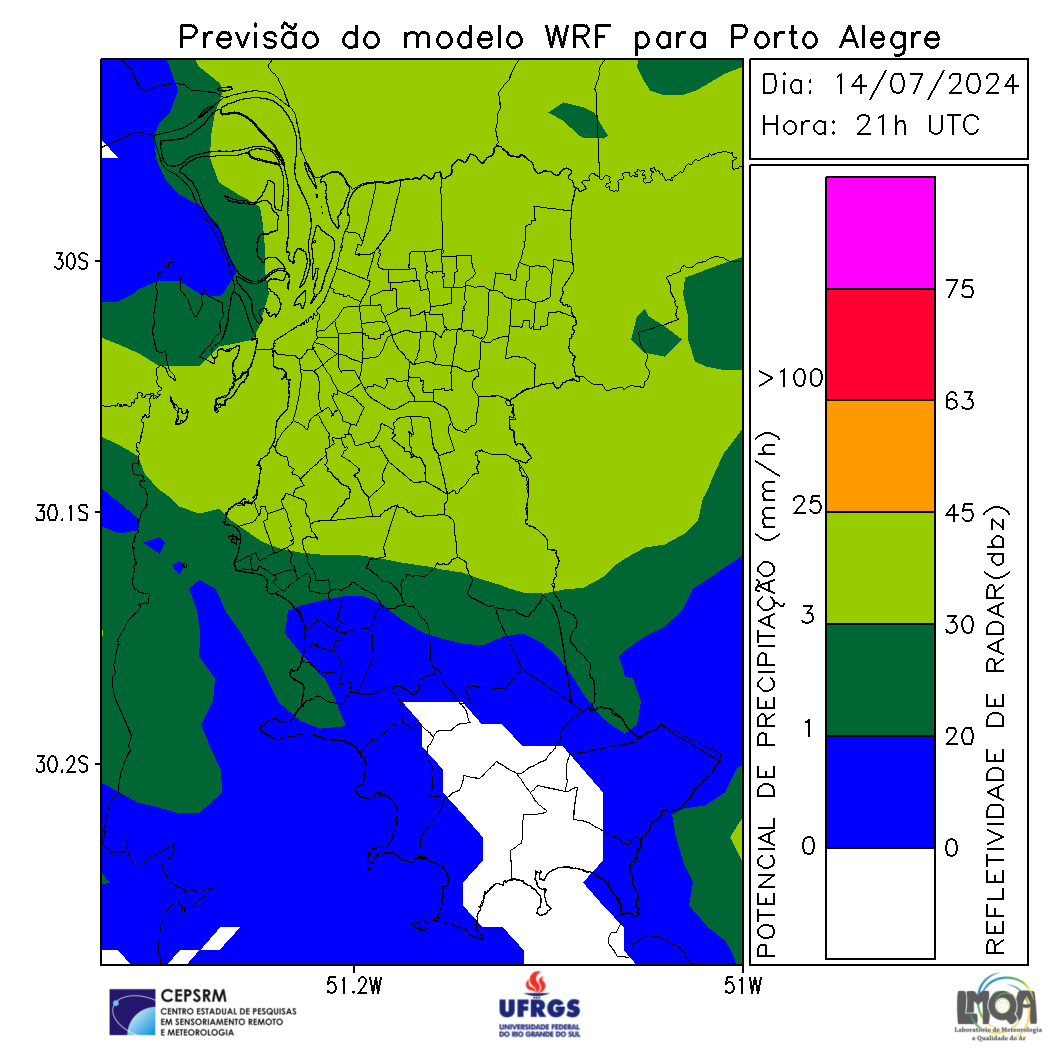 Previsão do modelo WRF para Porto Alegre
Dia: 14/07/2024
Hora: 21h UTC
30S
30.1S
30.2S
51.2W
51W
POTENCIAL DE PRECIPITAÇÃO (mm/h)
>100
25
3
1
0
75
63
45
30
20
0
REFLETIVIDADE DE RADAR(dbz)
CEPSRM
CENTRO ESTADUAL DE PESQUISAS
EM SENSORIAMENTO REMOTO
E METEOROLOGIA
UFRGS
UNIVERSIDADE FEDERAL
DO RIO GRANDE DO SUL
LMQA
Laboratório de Meteorologia
e Qualidade do Ar